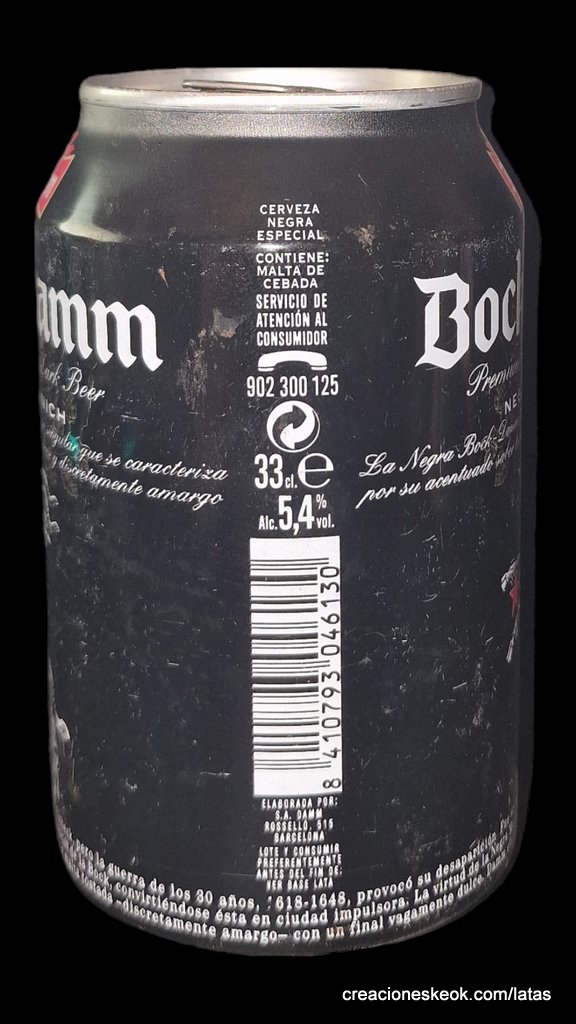 CERVEZA
NEGRA
ESPECIAL
CONTIENE:
MALTA DE
CEBADA
SERVICIO DE
ATENCIÓN AL
CONSUMIDOR
902 300 125
33 cl. e
Alc. 5,4 % vol.
8 410793 046130
ELABORADA POR:
S.A. DAMM
ROSSELLÓ, 515
BARCELONA
LOTE Y CONSUMIR
PREFERENTEMENTE
ANTES DEL FIN DE:
VER BASE LATA
amm
Beer
que se caracteriza
y discretamente amargo
Bock
La Negra Bock-Damm
por su acentuado
guerra de los 30 años, 1618-1648, provocó su desaparición
convirtiéndose ésta en ciudad impulsora. La virtud de la
–discretamente amargo– con un final vagamente dulce.
creacioneskeok.com/latas